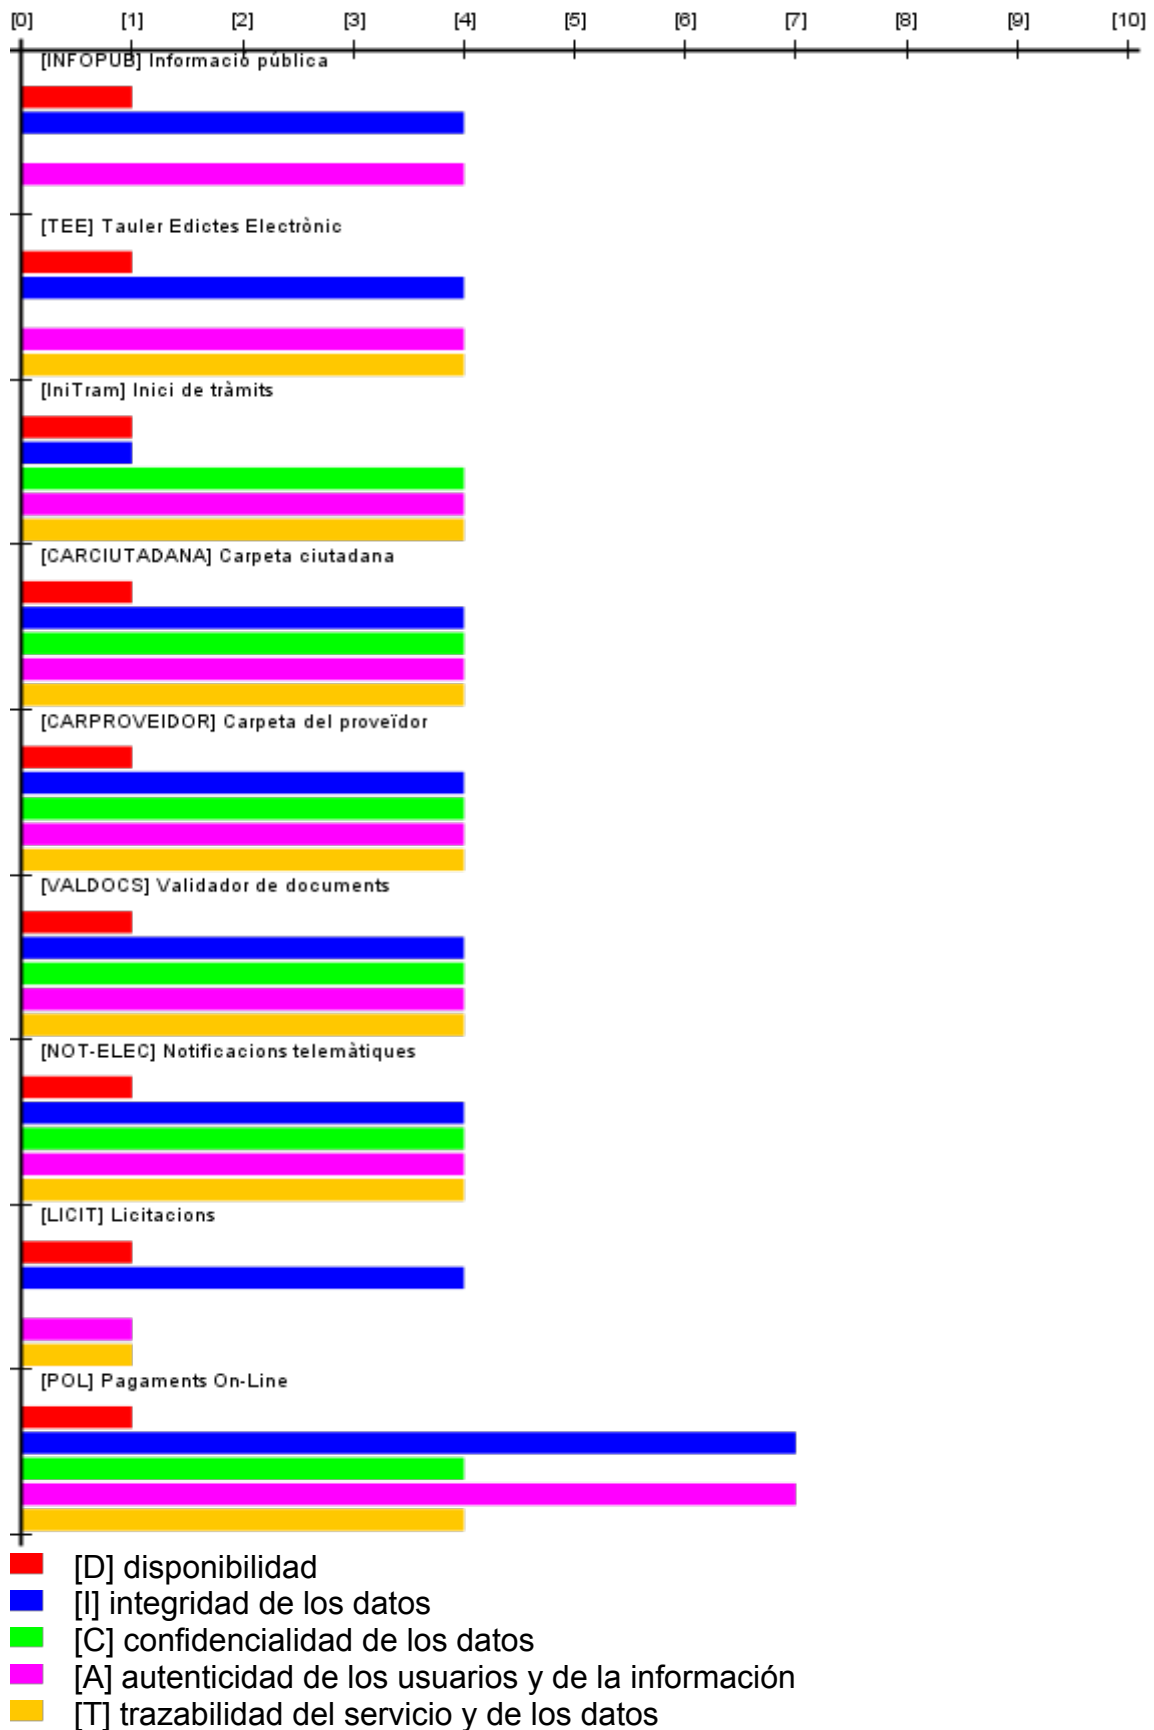 [0] [1] [2] [3] [4] [5] [6] [7] [8] [9] [10]
[INFOPUB] Informació pública
[TEE] Tauler Edictes Electrònic
[IniTram] Inici de tràmits
[CARCIUTADANA] Carpeta ciutadana
[CARPROVEIDOR] Carpeta del proveïdor
[VALDOCS] Validador de documents
[NOT-ELEC] Notificacions telemàtiques
[LICIT] Licitacions
[POL] Pagaments On-Line
[D] disponibilidad
[I] integridad de los datos
[C] confidencialidad de los datos
[A] autenticidad de los usuarios y de la información
[T] trazabilidad del servicio y de los datos